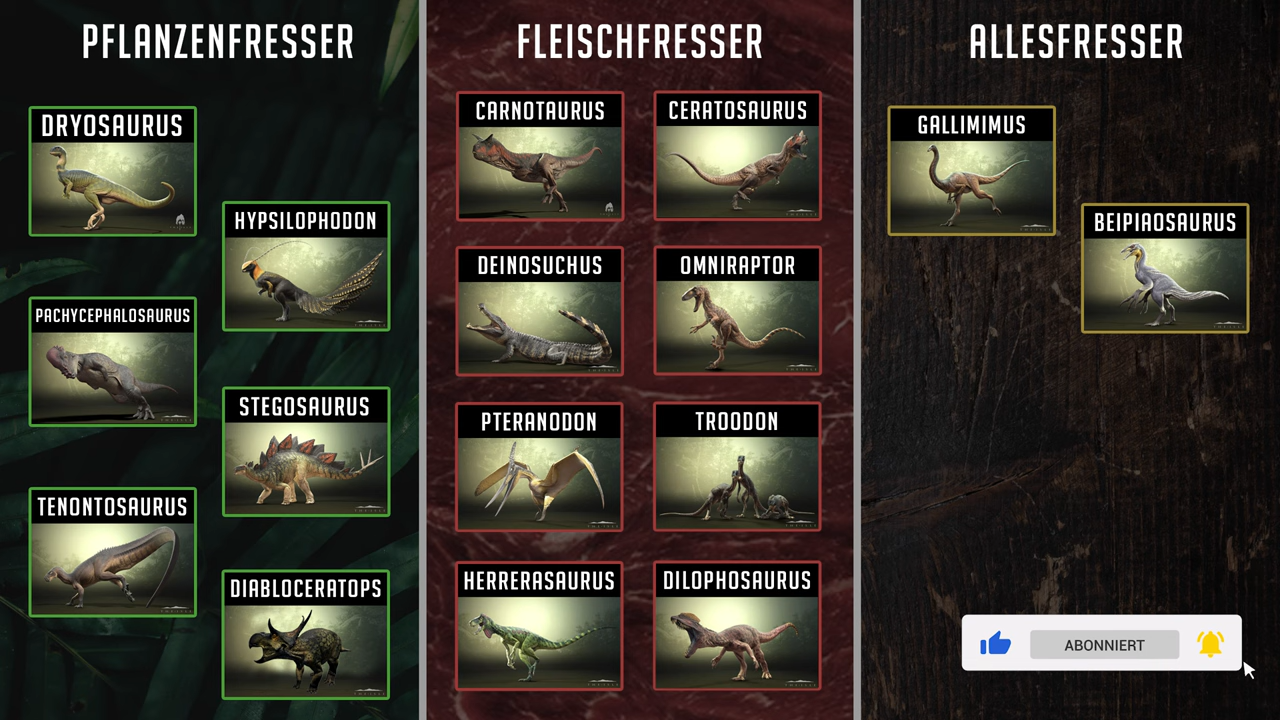 PFLANZENFRESSER
DRYOSAURUS
HYPSILOPHODON
PACHYCEPHALOSAURUS
STEGOSAURUS
TENONTOSAURUS
DIABLOCERATOPS
FLEISCHFRESSER
CARNOTAURUS
CERATOSAURUS
DEINOSUCHUS
OMNIRAPTOR
PTERANODON
TROODON
HERRERASAURUS
DILOPHOSAURUS
ALLESFRESSER
GALLIMIMUS
BEIPIAOSAURUS
ABONNIERT